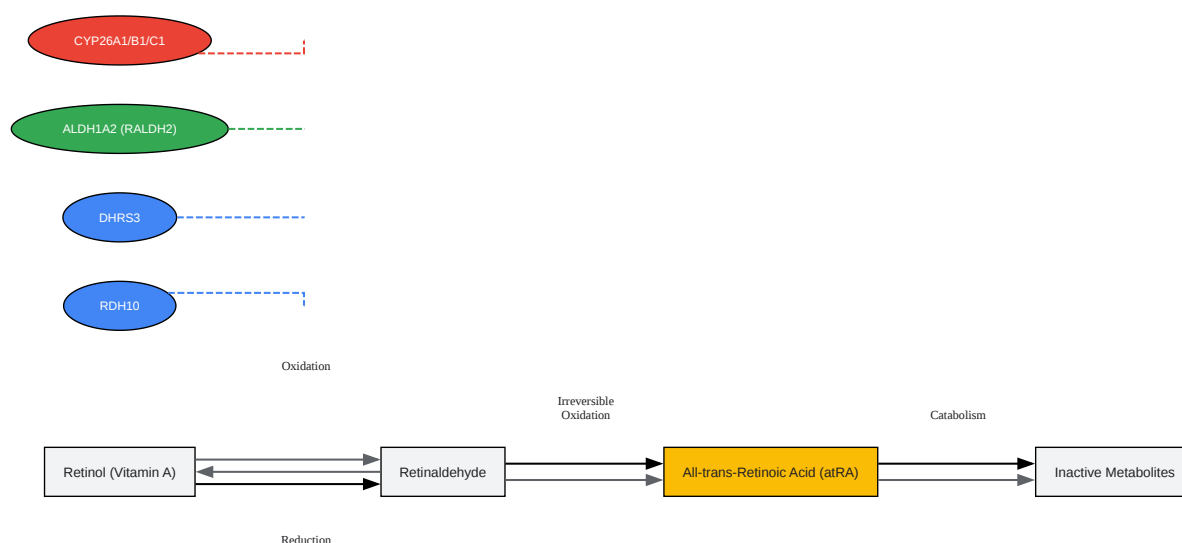 CYP26A1/B1/C1
ALDH1A2 (RALDH2)
DHRS3
RDH10
Oxidation
Irreversible
Oxidation
Catabolism
Retinol (Vitamin A)
Retinaldehyde
All-trans-Retinoic Acid (atRA)
Inactive Metabolites
Reduction